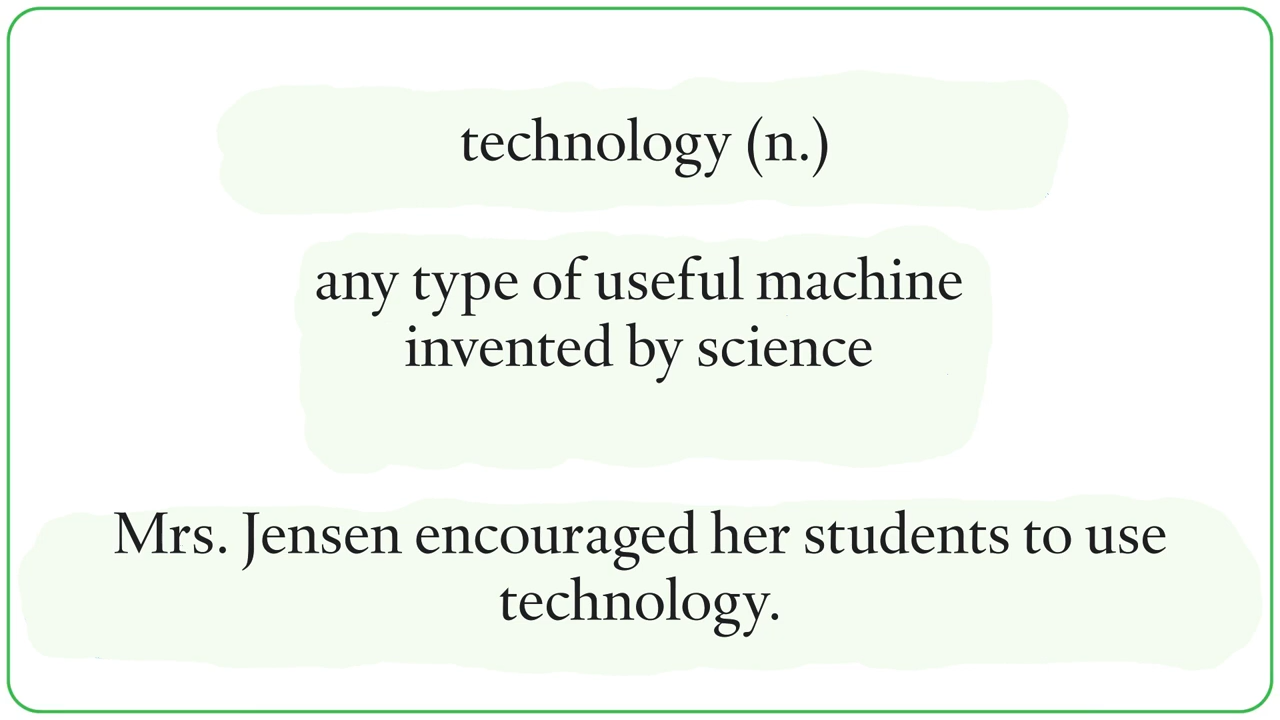 technology (n.)
any type of useful machine
invented by science
Mrs. Jensen encouraged her students to use
technology.